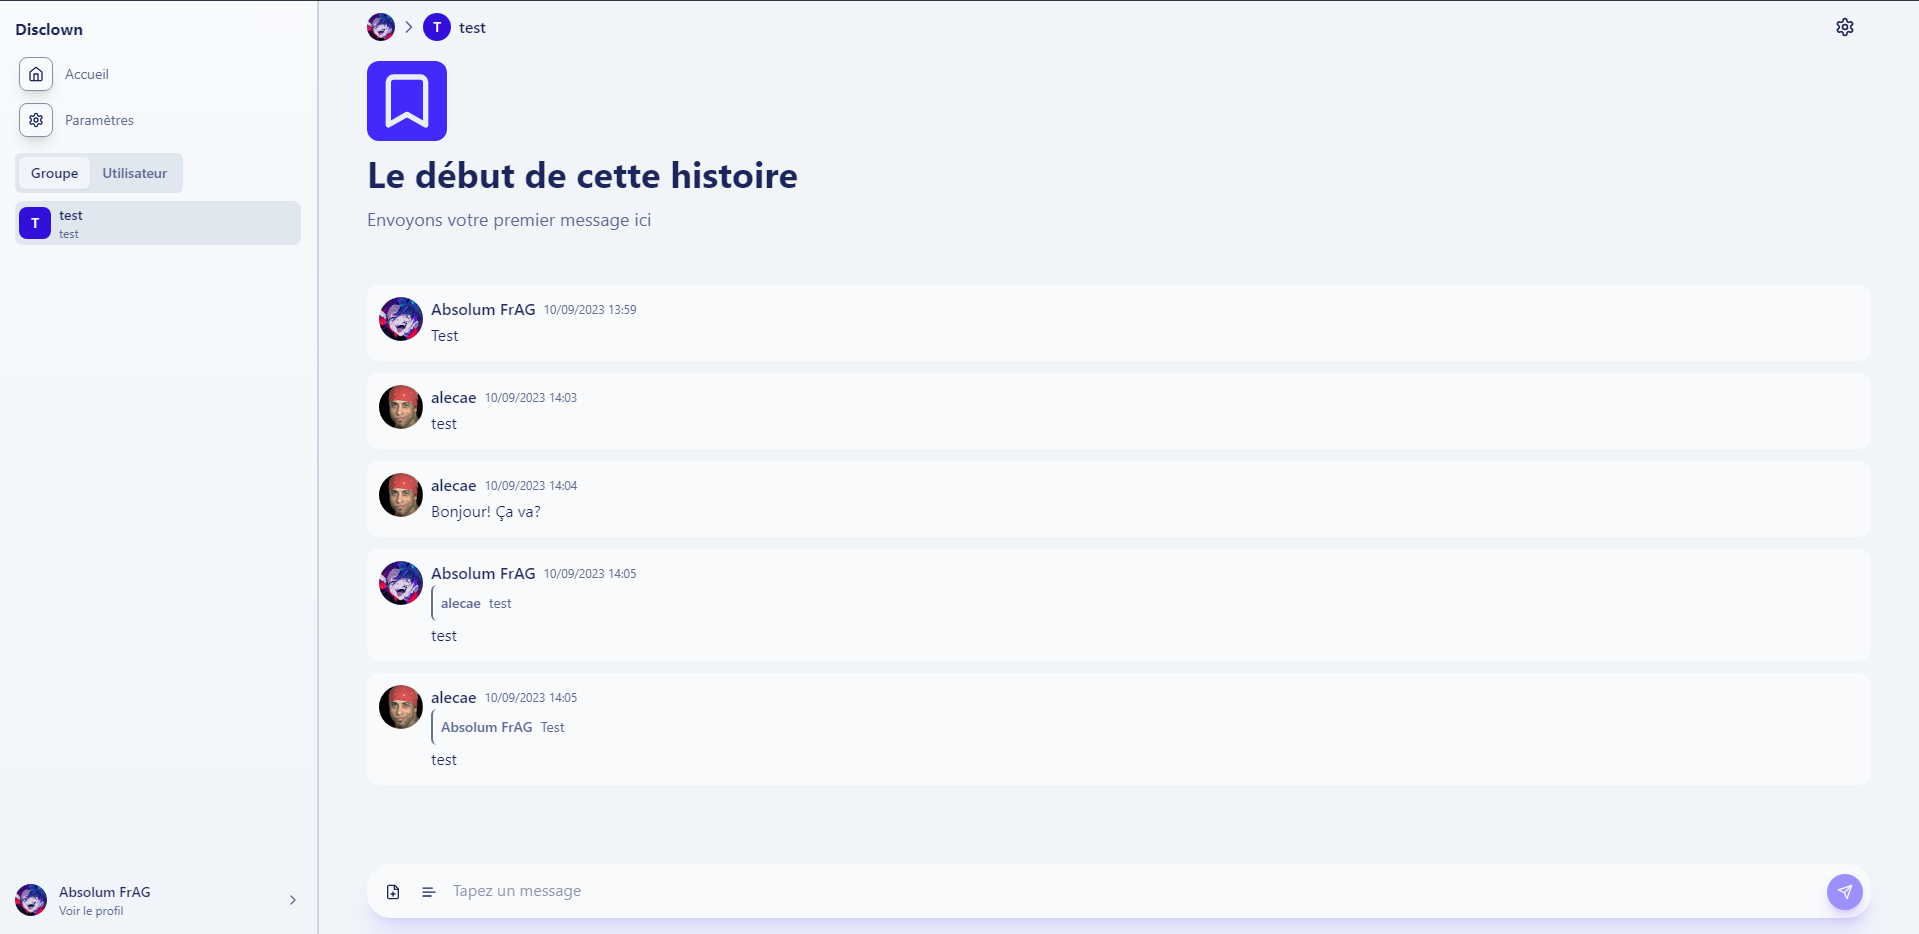 Disclown
Accueil
Paramètres
Groupe Utilisateur
T test
test
Absolum FrAG
Voir le profil
T test
Le début de cette histoire
Envoyons votre premier message ici
Absolum FrAG 10/09/2023 13:59
Test
alecae 10/09/2023 14:03
test
alecae 10/09/2023 14:04
Bonjour! Ça va?
Absolum FrAG 10/09/2023 14:05
alecae test
test
alecae 10/09/2023 14:05
Absolum FrAG Test
test
Tapez un message